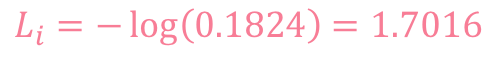 L_i = −log(0.1824) = 1.7016